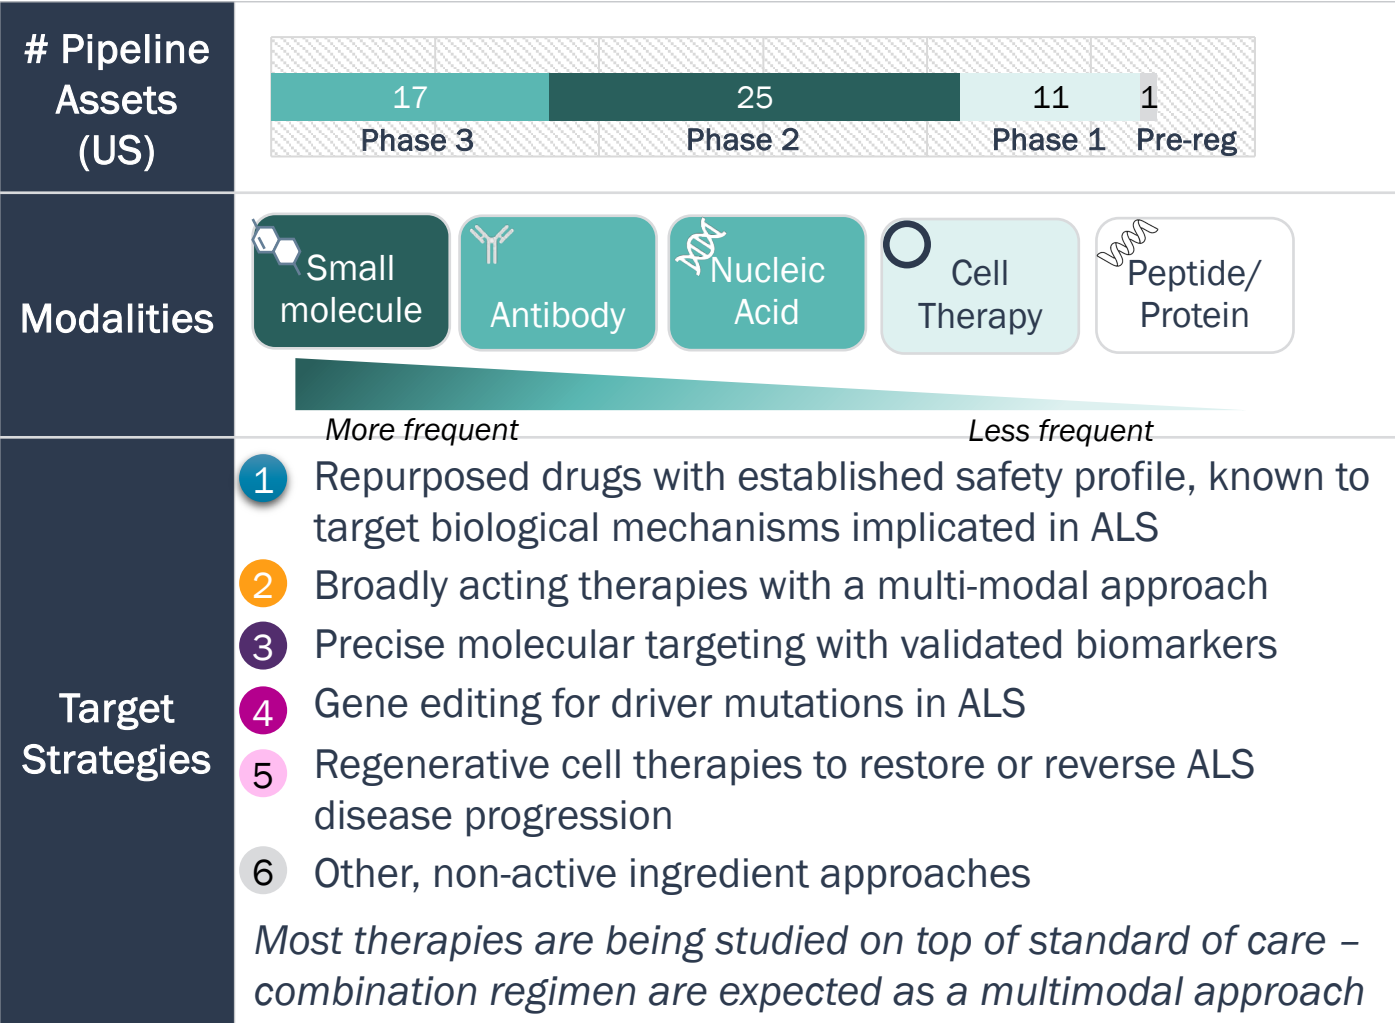 # Pipeline
Assets
(US)
17
25
11
1
Phase 3
Phase 2
Phase 1
Pre-reg
Modalities
Small
molecule
Antibody
Nucleic
Acid
Cell
Therapy
Peptide/
Protein
More frequent
Less frequent
Target
Strategies
1 Repurposed drugs with established safety profile, known to
target biological mechanisms implicated in ALS
2 Broadly acting therapies with a multi-modal approach
3 Precise molecular targeting with validated biomarkers
4 Gene editing for driver mutations in ALS
5 Regenerative cell therapies to restore or reverse ALS
disease progression
6 Other, non-active ingredient approaches
Most therapies are being studied on top of standard of care –
combination regimen are expected as a multimodal approach